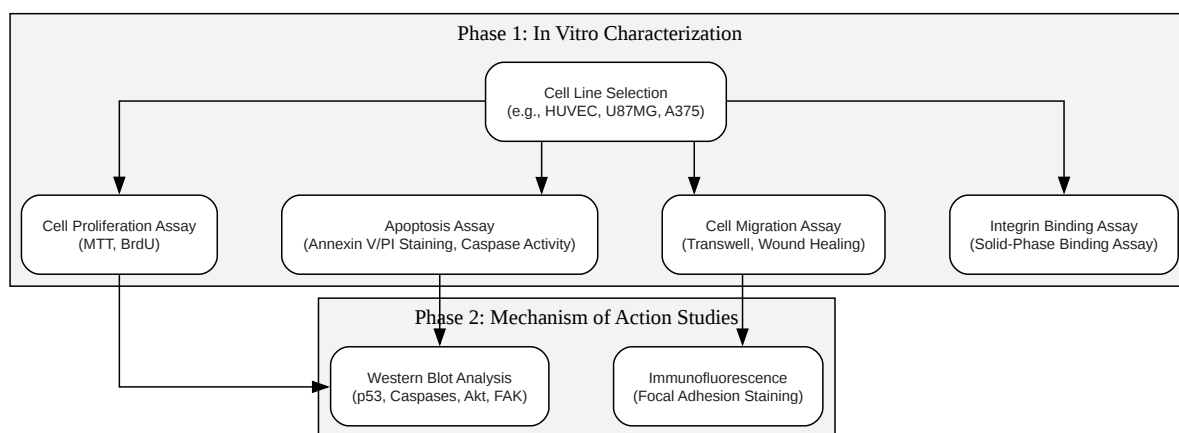 Phase 1: In Vitro Characterization
Cell Line Selection
(e.g., HUVEC, U87MG, A375)
Cell Proliferation Assay
(MTT, BrdU)
Apoptosis Assay
(Annexin V/PI Staining, Caspase Activity)
Cell Migration Assay
(Transwell, Wound Healing)
Integrin Binding Assay
(Solid-Phase Binding Assay)
Phase 2: Mechanism of Action Studies
Western Blot Analysis
(p53, Caspases, Akt, FAK)
Immunofluorescence
(Focal Adhesion Staining)